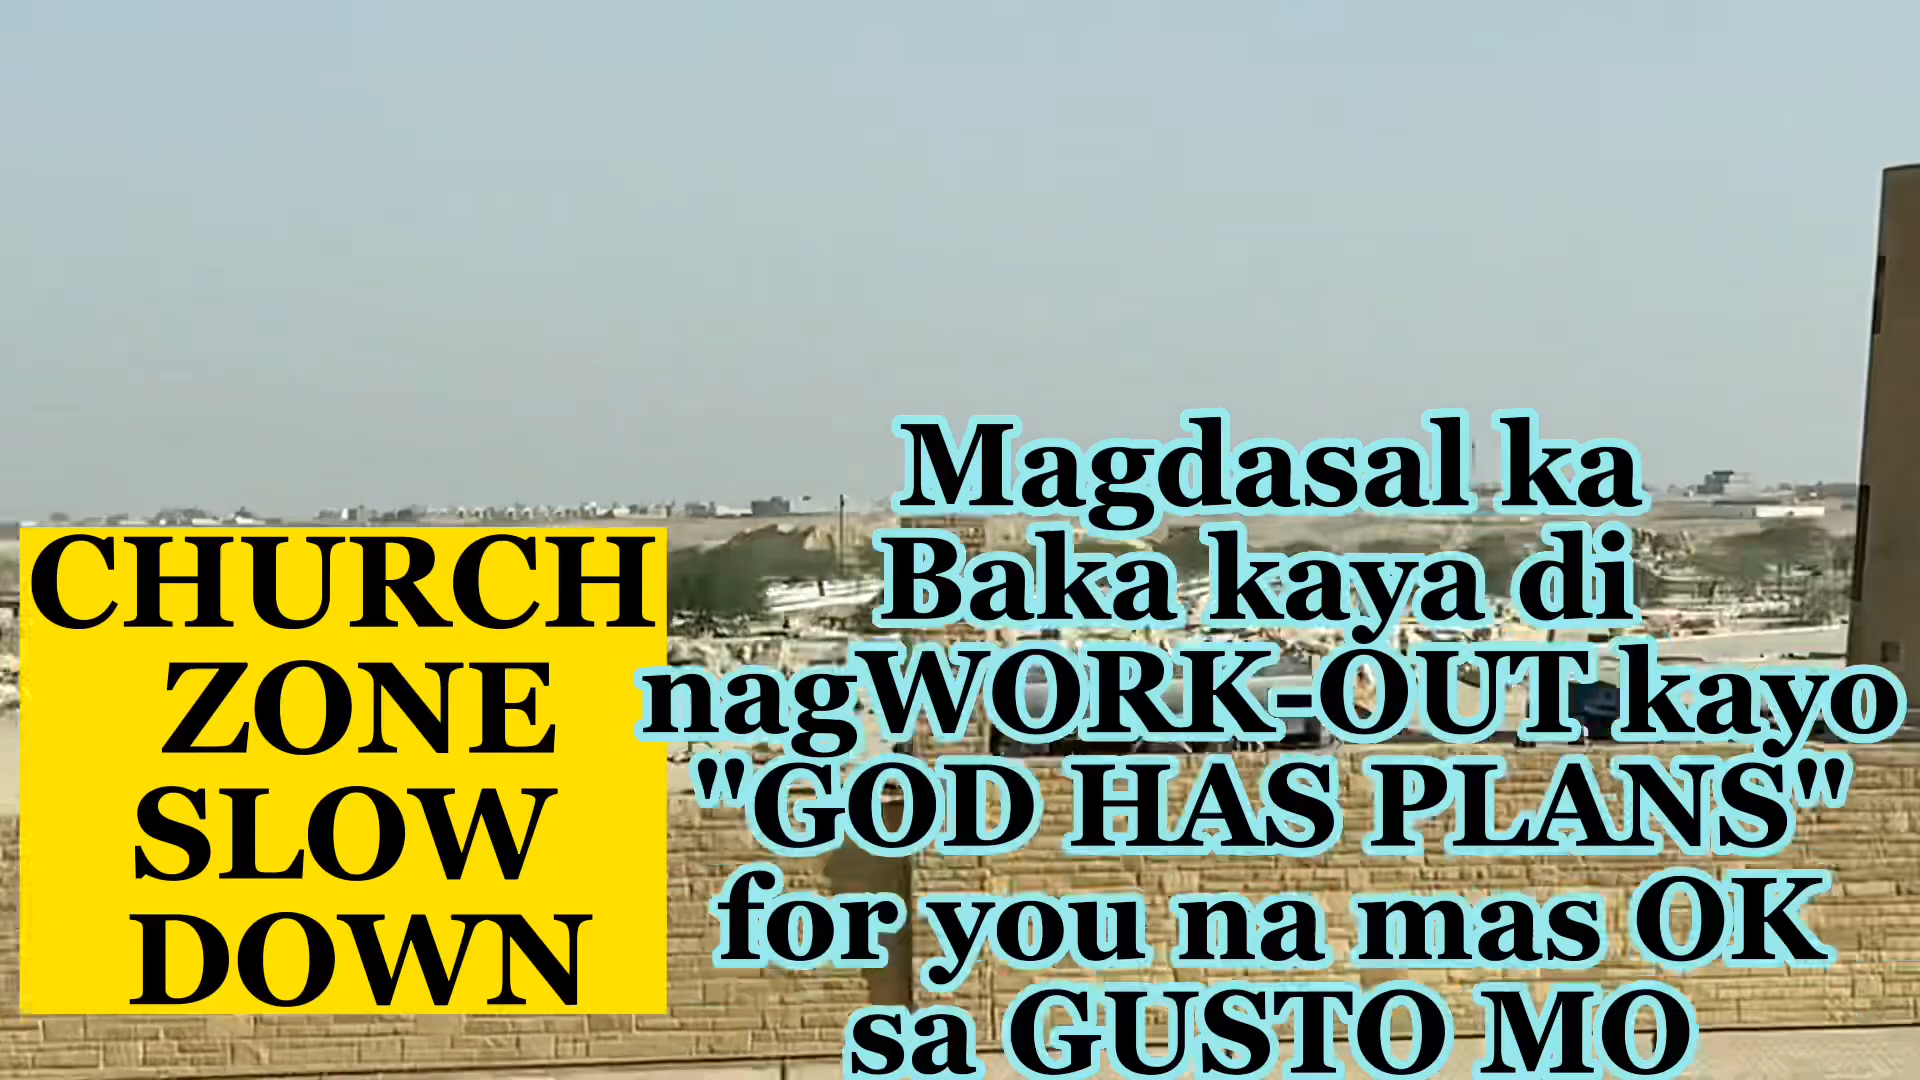 CHURCH
ZONE
SLOW
DOWN
Magdasal ka
Baka kaya di
nagWORK-OUT kayo
"GOD HAS PLANS"
for you na mas OK
sa GUSTO MO